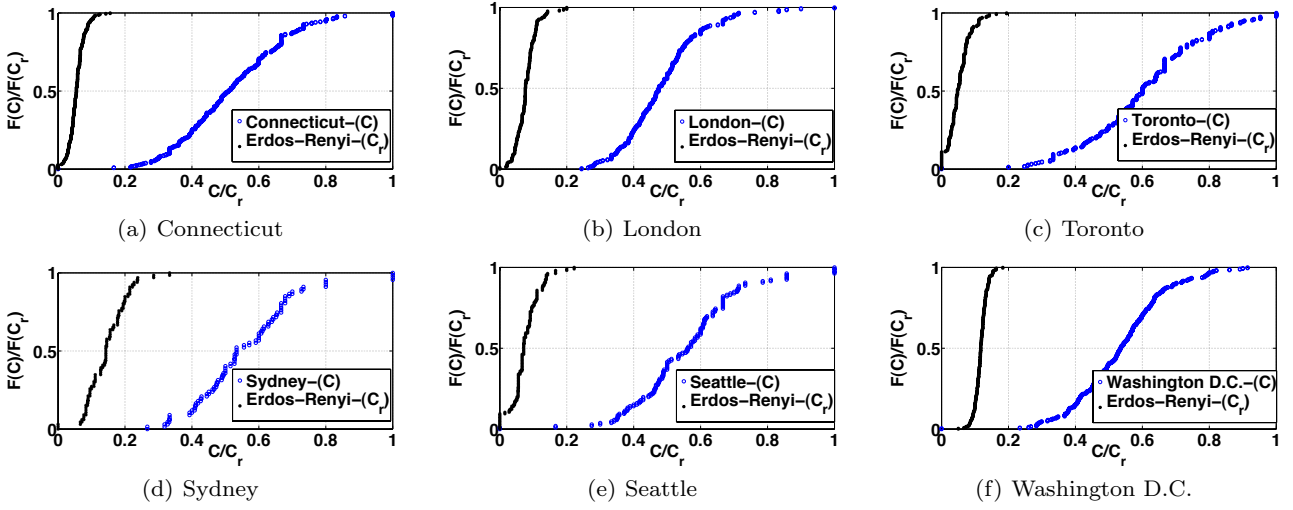 F(C)/F(C_r)
1
0.5
0
0 0.2 0.4 0.6 0.8 1
C/C_r
Connecticut−(C)
Erdos−Renyi−(C_r)
(a) Connecticut
F(C)/F(C_r)
1
0.5
0
0 0.2 0.4 0.6 0.8 1
C/C_r
London−(C)
Erdos−Renyi−(C_r)
(b) London
F(C)/F(C_r)
1
0.5
0
0 0.2 0.4 0.6 0.8 1
C/C_r
Toronto−(C)
Erdos−Renyi−(C_r)
(c) Toronto
F(C)/F(C_r)
1
0.5
0
0 0.2 0.4 0.6 0.8 1
C/C_r
Sydney−(C)
Erdos−Renyi−(C_r)
(d) Sydney
F(C)/F(C_r)
1
0.5
0
0 0.2 0.4 0.6 0.8 1
C/C_r
Seattle−(C)
Erdos−Renyi−(C_r)
(e) Seattle
F(C)/F(C_r)
1
0.5
0
0 0.2 0.4 0.6 0.8 1
C/C_r
Washington D.C.−(C)
Erdos−Renyi−(C_r)
(f) Washington D.C.